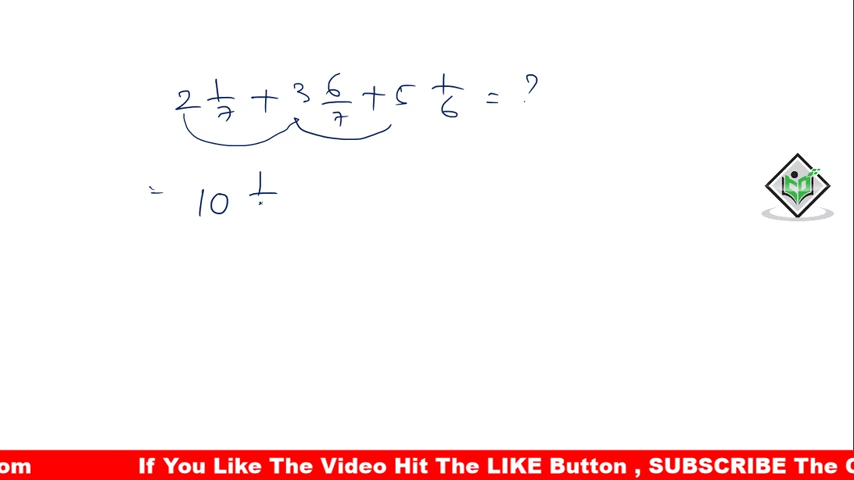 2 1/7 + 3 6/7 + 5 1/6 = ?
= 10 1
om If You Like The Video Hit The LIKE Button , SUBSCRIBE The C